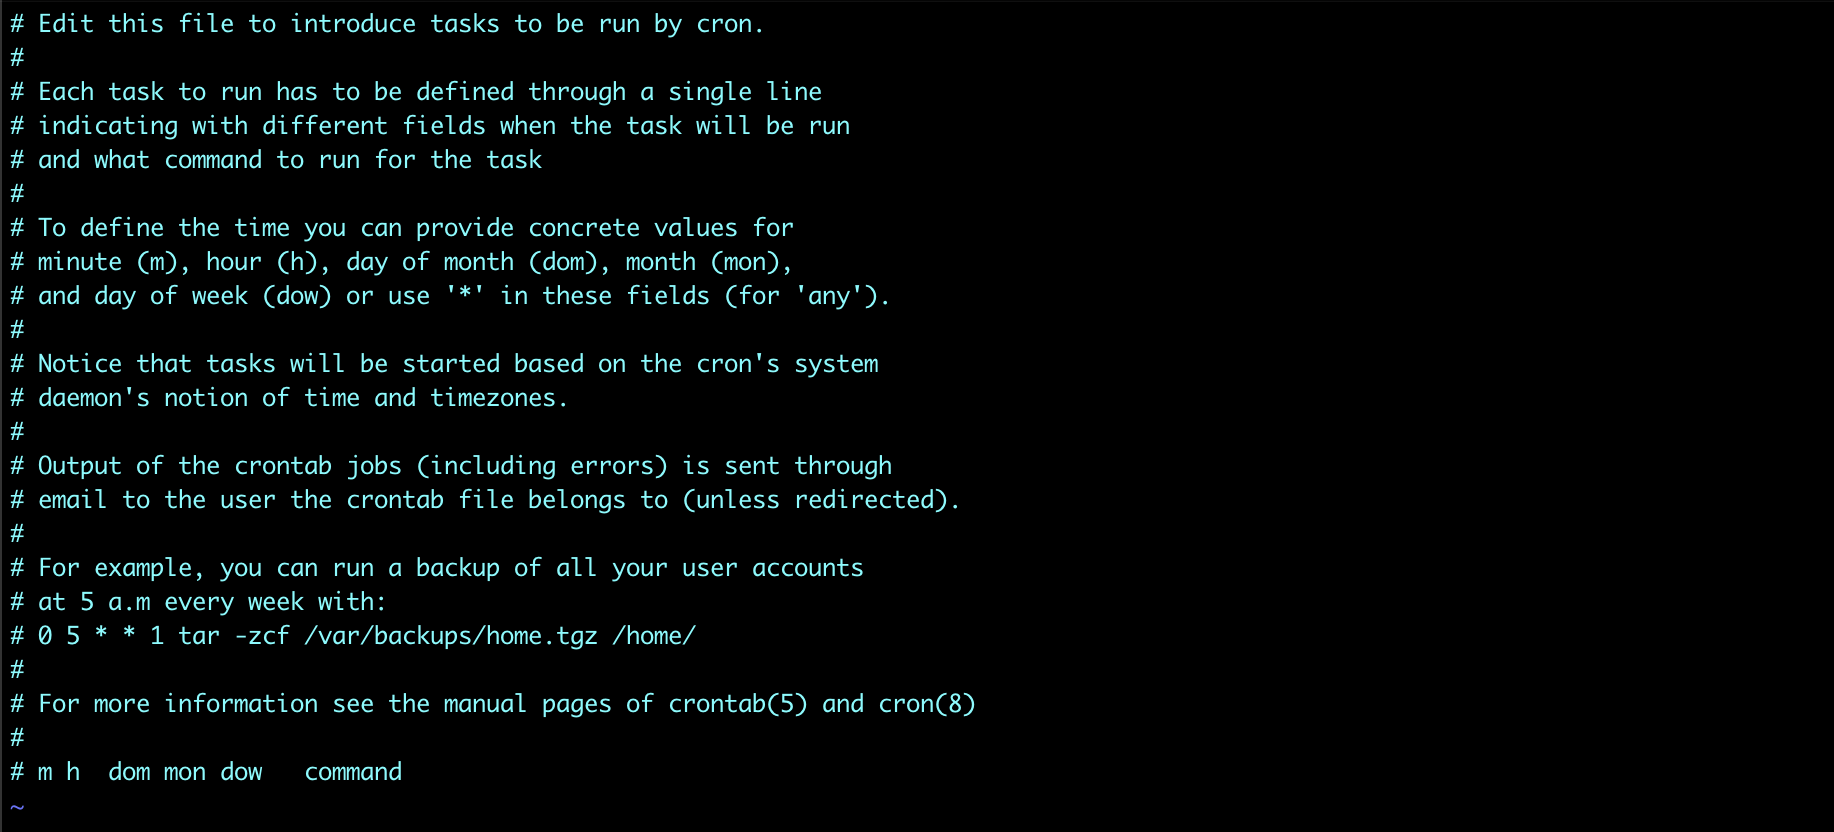 # Edit this file to introduce tasks to be run by cron.
#
# Each task to run has to be defined through a single line
# indicating with different fields when the task will be run
# and what command to run for the task
#
# To define the time you can provide concrete values for
# minute (m), hour (h), day of month (dom), month (mon),
# and day of week (dow) or use '*' in these fields (for 'any').
#
# Notice that tasks will be started based on the cron's system
# daemon's notion of time and timezones.
#
# Output of the crontab jobs (including errors) is sent through
# email to the user the crontab file belongs to (unless redirected).
#
# For example, you can run a backup of all your user accounts
# at 5 a.m every week with:
# 0 5 * * 1 tar -zcf /var/backups/home.tgz /home/
#
# For more information see the manual pages of crontab(5) and cron(8)
#
# m h  dom mon dow   command
~